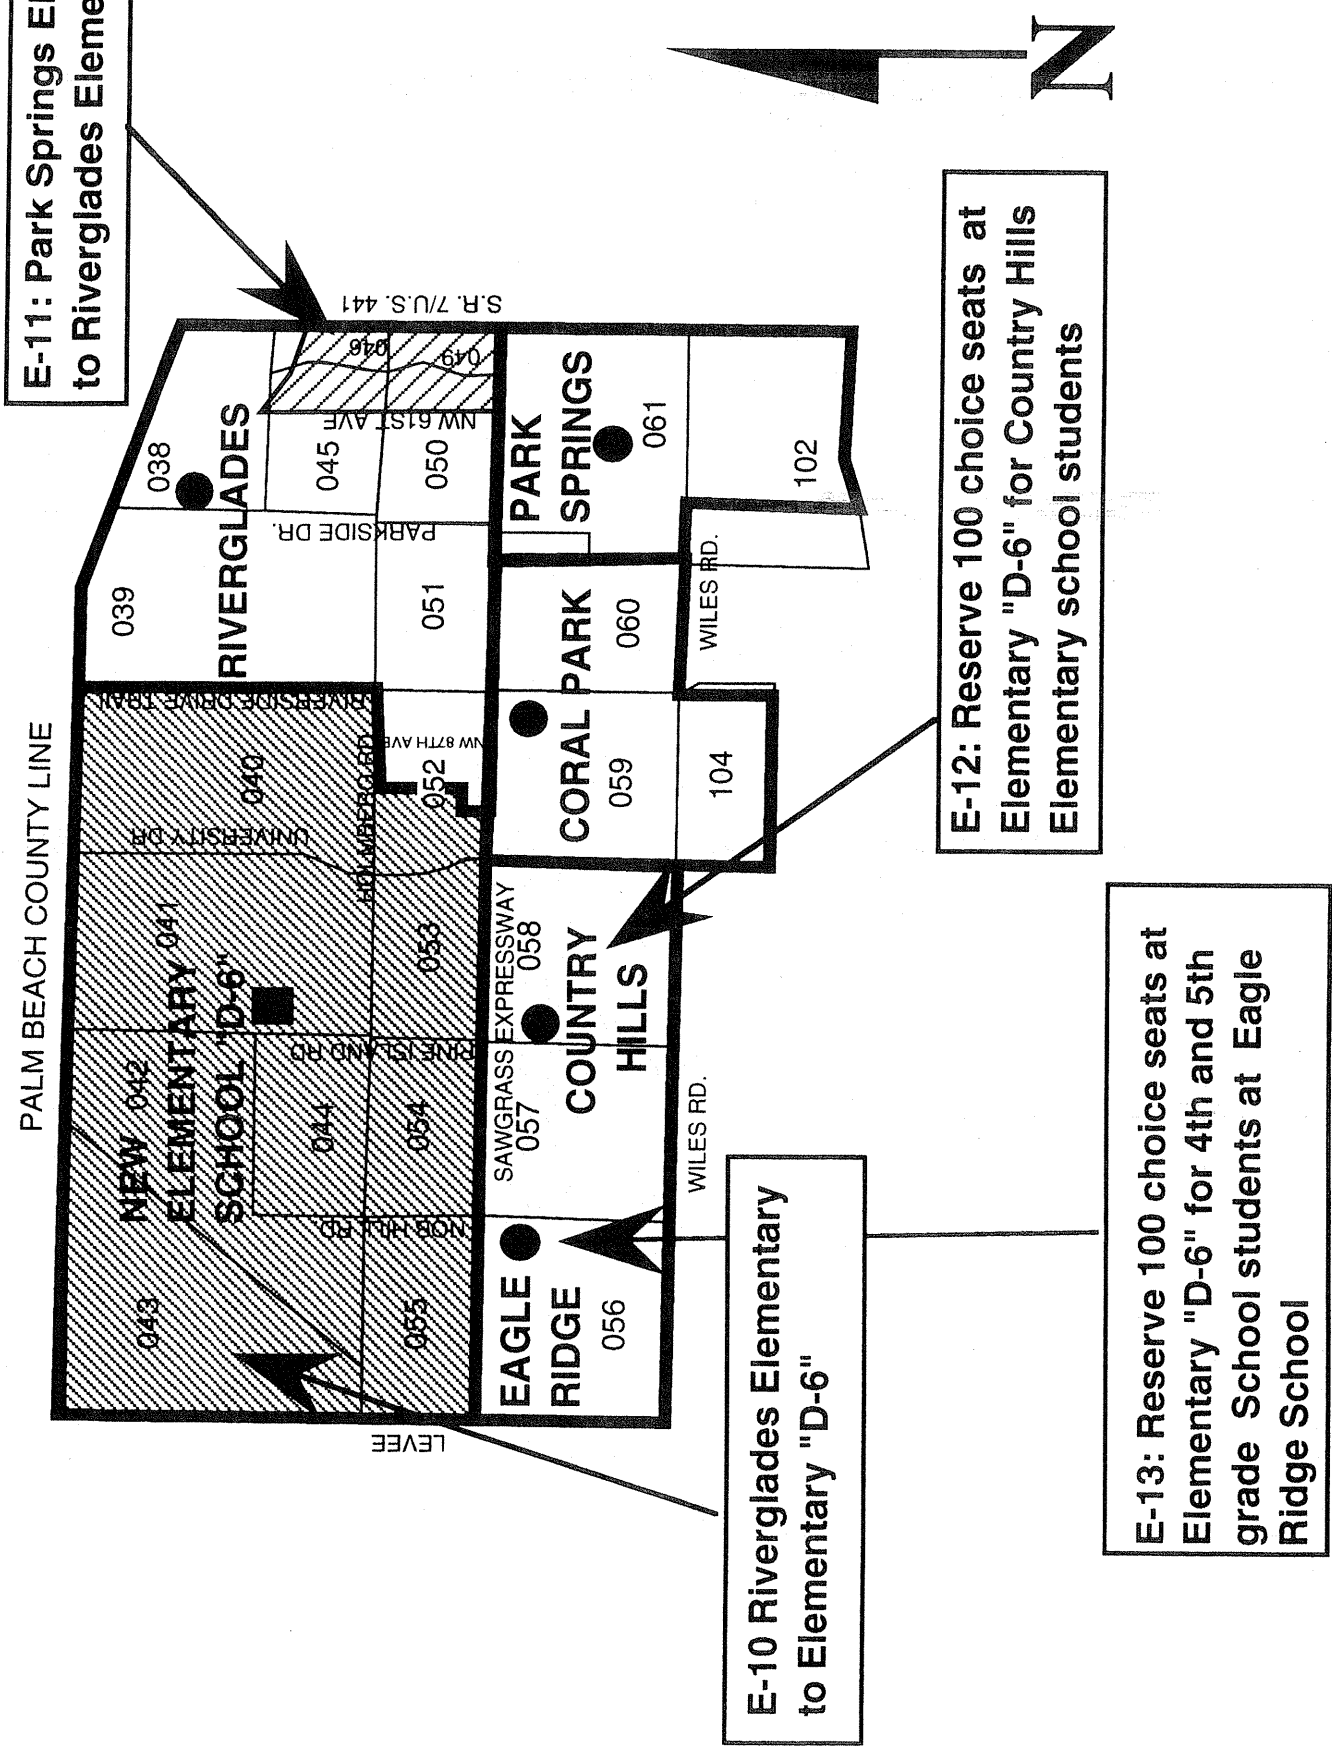 E-11: Park Springs El
to Riverglades Eleme
N
PALM BEACH COUNTY LINE
S.R. 7/U.S. 441
LEVEE
NEW
ELEMENTARY
SCHOOL "D-6"
043
042
041
040
039
038
RIVERGLADES
RIVERSIDE DRIVE TRAIL
UNIVERSITY DR
HOLMBERG RD
PINE ISLAND RD
NOB HILL RD
PARKSIDE DR.
NW 61ST AVE
NW 87TH AVE
044
045
046
049
050
051
052
053
054
055
SAWGRASS EXPRESSWAY
EAGLE
RIDGE
056
057
058
COUNTRY
HILLS
CORAL PARK
059
060
PARK
SPRINGS
061
WILES RD.
WILES RD.
104
102
E-10 Riverglades Elementary
to Elementary "D-6"
E-12: Reserve 100 choice seats at
Elementary "D-6" for Country Hills
Elementary school students
E-13: Reserve 100 choice seats at
Elementary "D-6" for 4th and 5th
grade School students at Eagle
Ridge School